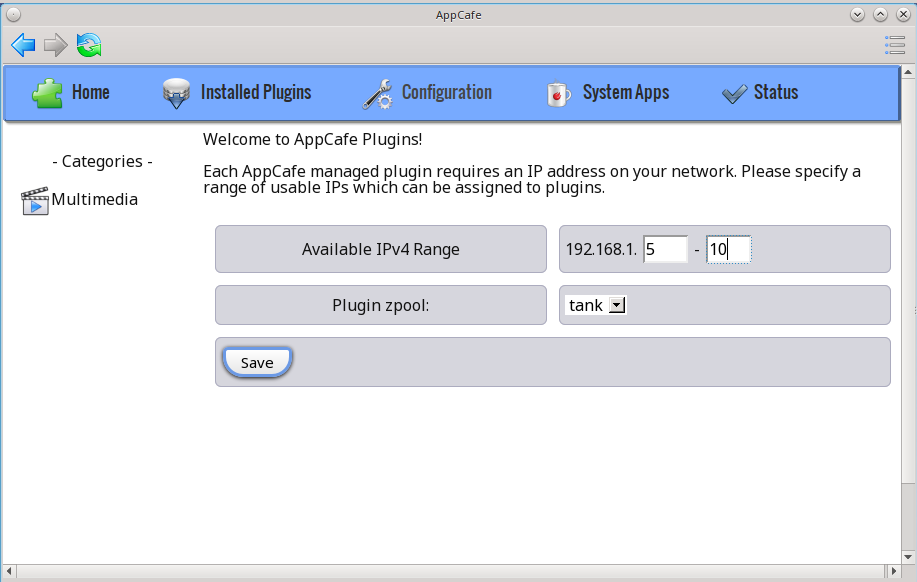 AppCafe
Home Installed Plugins Configuration System Apps Status
- Categories -
Multimedia
Welcome to AppCafe Plugins!
Each AppCafe managed plugin requires an IP address on your network. Please specify a
range of usable IPs which can be assigned to plugins.
Available IPv4 Range 192.168.1. 5 - 10
Plugin zpool: tank
Save